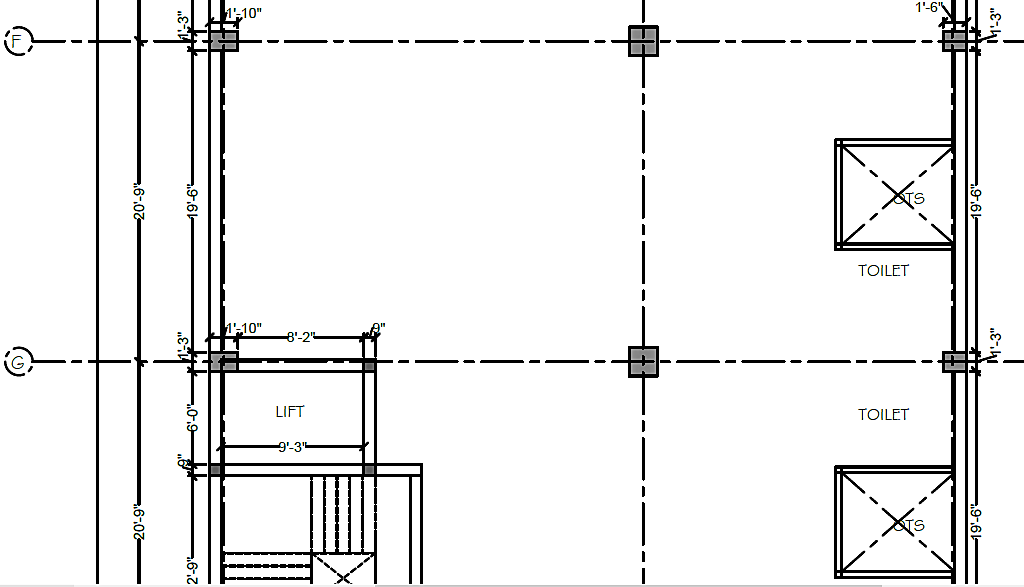 1'-10"
1'-6"
1'-3"
1'-3"
F
20'-9"
19'-6"
OTS
19'-6"
TOILET
1'-10"
8'-2"
9"
1'-3"
1'-3"
G
LIFT
TOILET
6'-0"
9'-3"
9"
20'-9"
OTS
19'-6"
2'-9"